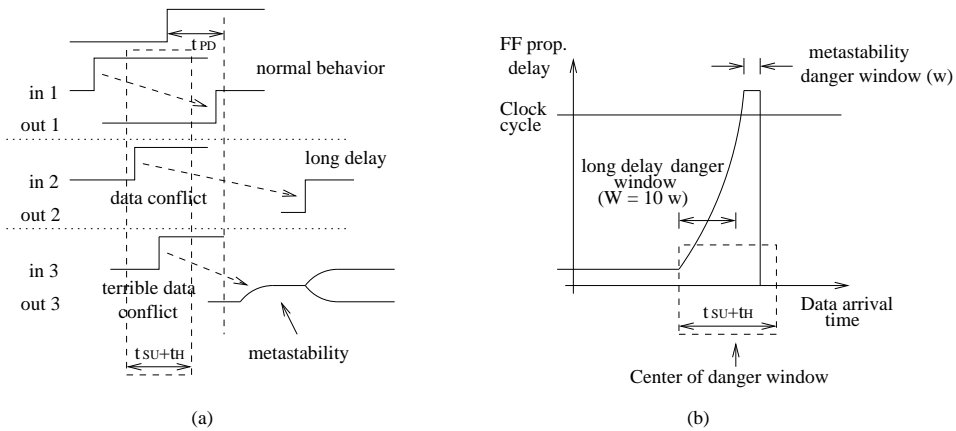 t PD
normal behavior
in 1
out 1
long delay
in 2
data conflict
out 2
in 3
terrible data
conflict
out 3
metastability
t SU+tH
(a)
FF prop.
delay
metastability
danger window (w)
Clock
cycle
long delay danger
window
(W = 10 w)
Data arrival
time
t SU+tH
Center of danger window
(b)